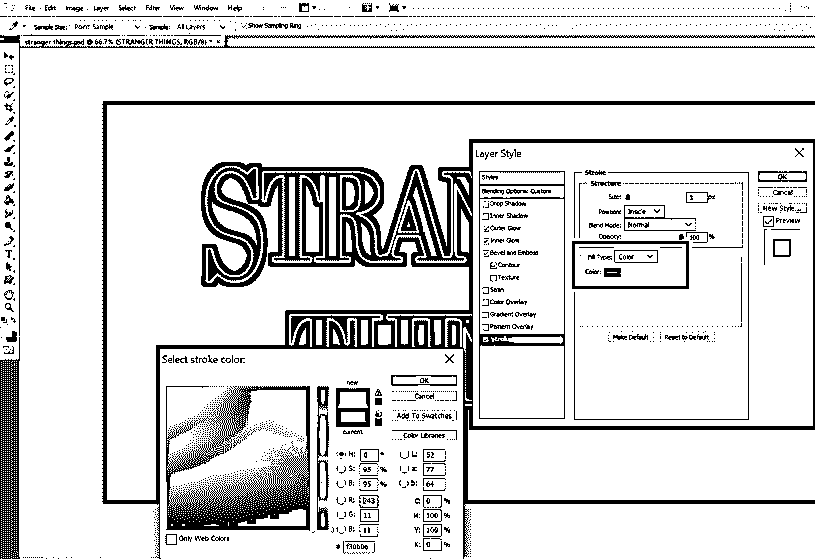 File Edit Image Layer Select Filter View Window Help
Sample Size: Point Sample Sample: All Layers Show Sampling Ring
stranger things.psd @ 66.7% (STRANGER THINGS, RGB/8) * ×
STRAN
Layer Style
Styles
Blending Options: Custom
Drop Shadow
Inner Shadow
Outer Glow
Inner Glow
Bevel and Emboss
Contour
Texture
Satin
Color Overlay
Gradient Overlay
Pattern Overlay
Stroke
Stroke
Structure
Size: 3 px
Position: Inside
Blend Mode: Normal
Opacity: 100 %
Fill Type: Color
Color:
Make Default Reset to Default
OK
Cancel
New Style...
Preview
Select stroke color:
new
current
OK
Cancel
Add To Swatches
Color Libraries
H: 0 ° L: 52
S: 95 % a: 77
B: 95 % b: 64
R: 243 C: 0 %
G: 11 M: 100 %
B: 11 Y: 100 %
# f30b0b K: 0 %
Only Web Colors